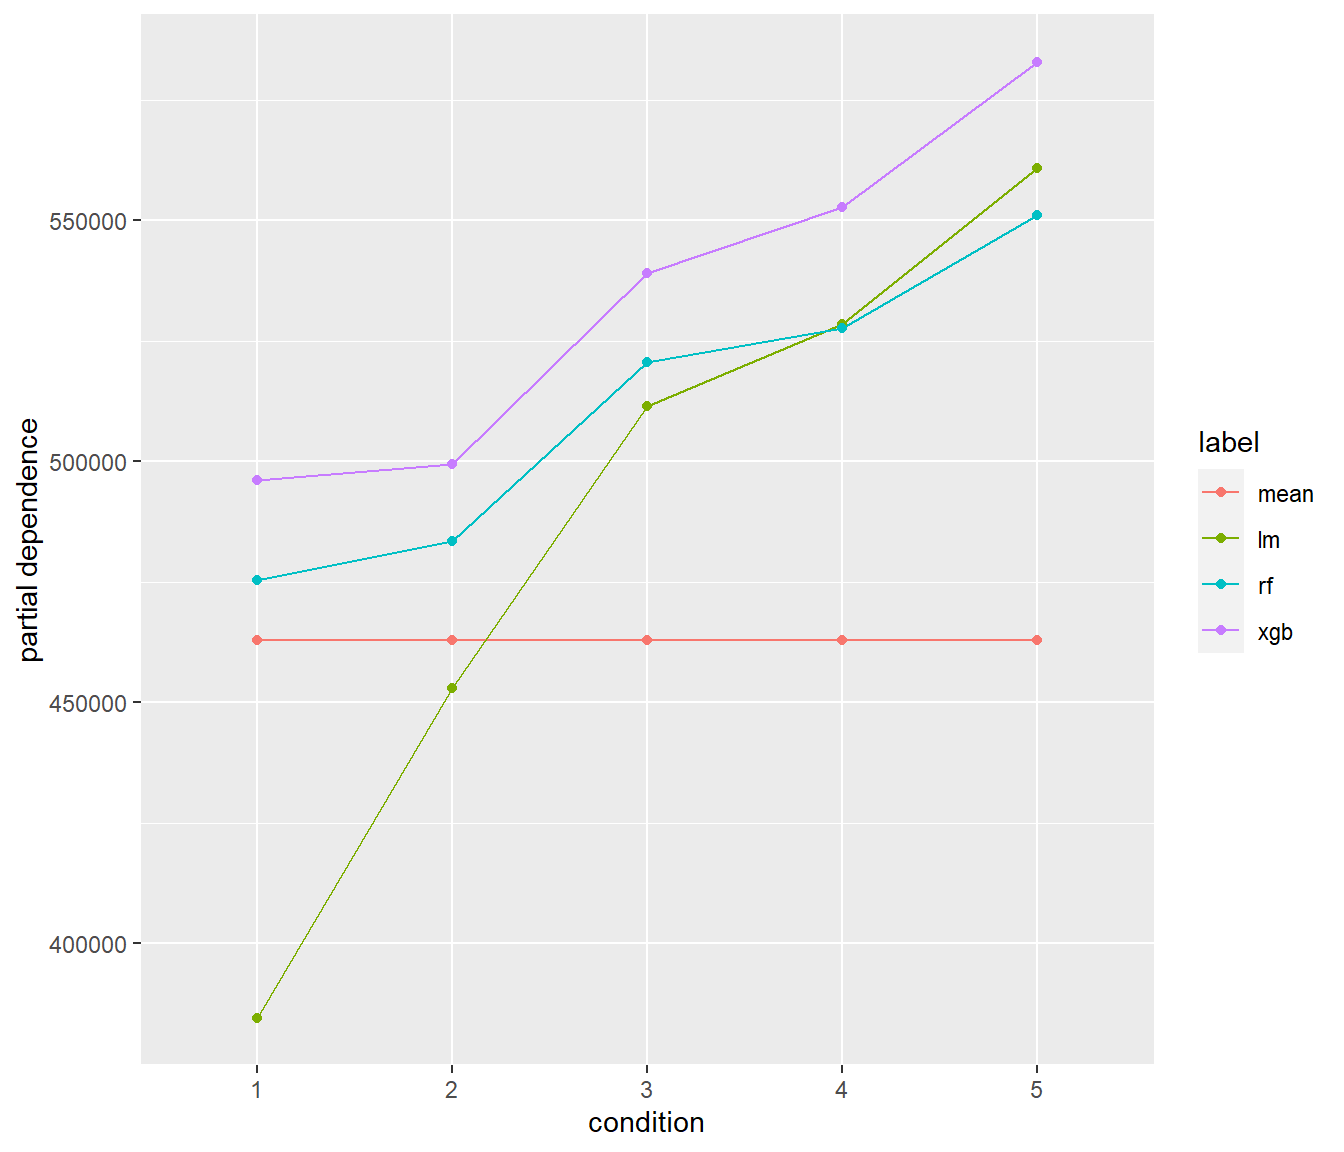 partial dependence
550000
500000
450000
400000
1 2 3 4 5
condition
label
mean
lm
rf
xgb